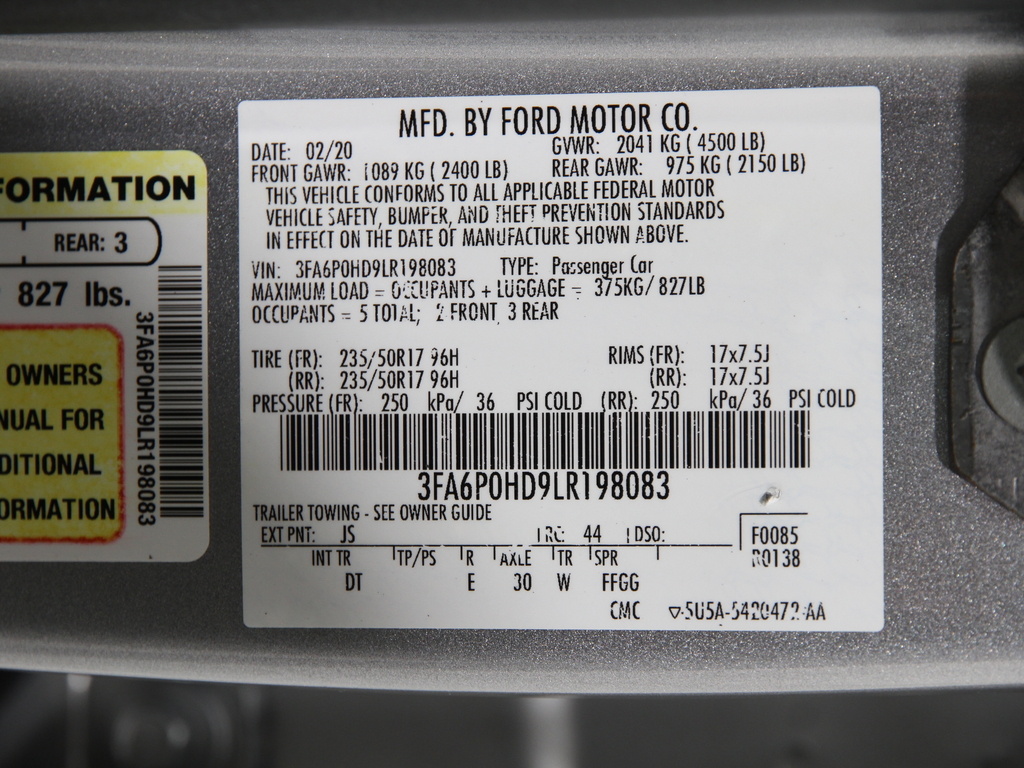 FORMATION
REAR: 3
827 lbs.
OWNERS
NUAL FOR
DITIONAL
ORMATION
3FA6P0HD9LR198083
MFD. BY FORD MOTOR CO.
DATE: 02/20 GVWR: 2041 KG ( 4500 LB)
FRONT GAWR: 1089 KG ( 2400 LB) REAR GAWR: 975 KG ( 2150 LB)
THIS VEHICLE CONFORMS TO ALL APPLICABLE FEDERAL MOTOR
VEHICLE SAFETY, BUMPER, AND THEFT PREVENTION STANDARDS
IN EFFECT ON THE DATE OF MANUFACTURE SHOWN ABOVE.
VIN: 3FA6P0HD9LR198083 TYPE: Passenger Car
MAXIMUM LOAD = OCCUPANTS + LUGGAGE = 375KG/ 827LB
OCCUPANTS = 5 TOTAL; 2 FRONT, 3 REAR
TIRE (FR): 235/50R17 96H RIMS (FR): 17x7.5J
(RR): 235/50R17 96H (RR): 17x7.5J
PRESSURE (FR): 250 kPa/ 36 PSI COLD (RR): 250 kPa/ 36 PSI COLD
3FA6P0HD9LR198083
TRAILER TOWING - SEE OWNER GUIDE
EXT PNT: JS RC: 44 DSO: F0085
INT TR TP/PS R AXLE TR SPR R0138
DT E 30 W FFGG
CMC ▽-5U5A-5420472-AA